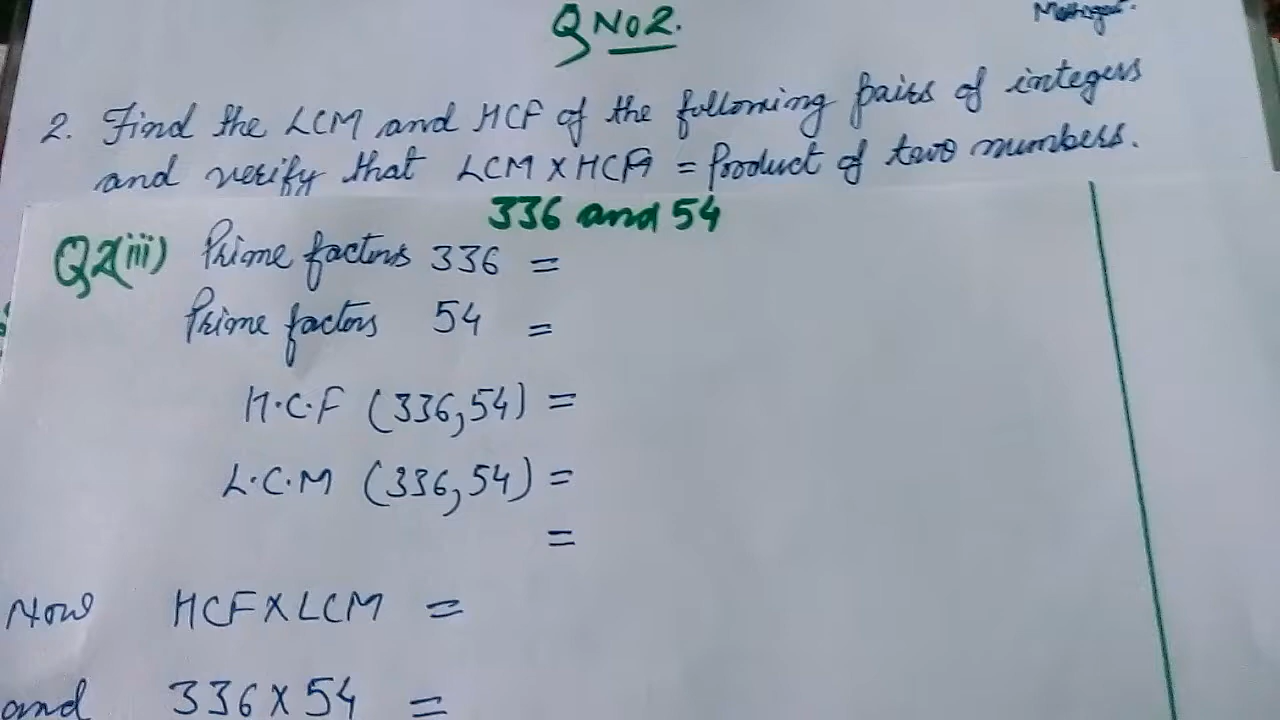 Q No 2.
2. Find the LCM and HCF of the following pairs of integers
and verify that LCM X HCF = Product of two numbers.
336 and 54
Q2(iii) Prime factors 336 =
Prime factors 54 =
H.C.F (336,54) =
L.C.M (336,54) =
=
Now HCF X LCM =
and 336 X 54 =